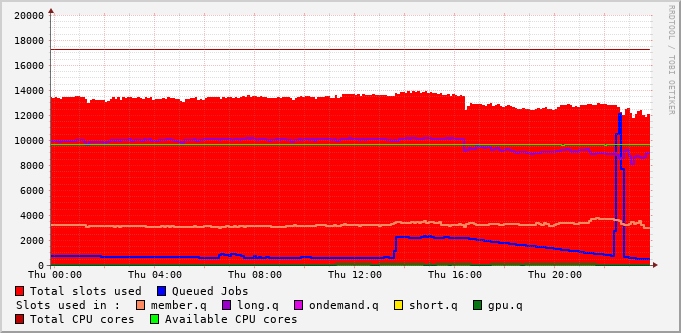 20000
18000
16000
14000
12000
10000
8000
6000
4000
2000
0
Thu 00:00 Thu 04:00 Thu 08:00 Thu 12:00 Thu 16:00 Thu 20:00
Total slots used Queued Jobs
Slots used in : member.q long.q ondemand.q short.q gpu.q
Total CPU cores Available CPU cores
RRDTOOL / TOBI OETIKER